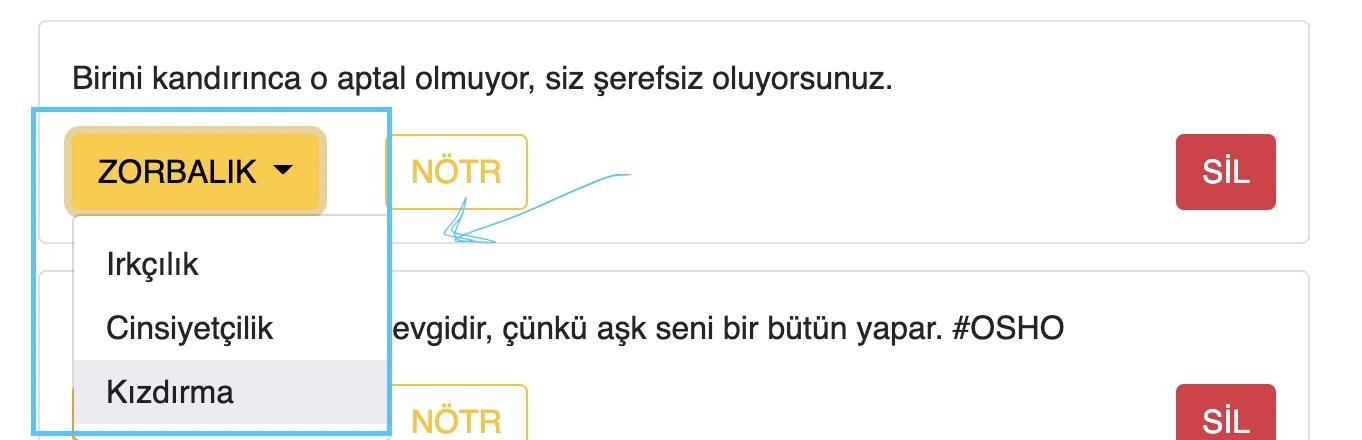 Birini kandırınca o aptal olmuyor, siz şerefsiz oluyorsunuz.
ZORBALIK NÖTR SİL
Irkçılık
Cinsiyetçilik evgidir, çünkü aşk seni bir bütün yapar. #OSHO
Kızdırma NÖTR SİL